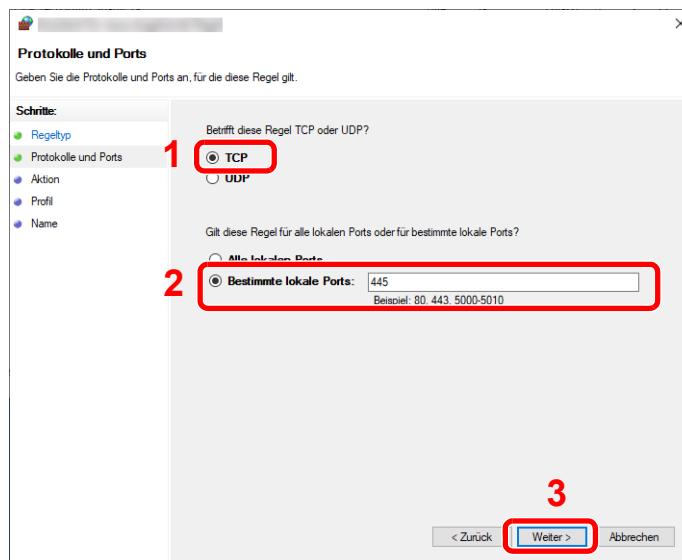 Protokolle und Ports
Geben Sie die Protokolle und Ports an, für die diese Regel gilt.
Schritte:
Regeltyp
Protokolle und Ports
Aktion
Profil
Name
Betrifft diese Regel TCP oder UDP?
1
TCP
UDP
Gilt diese Regel für alle lokalen Ports oder für bestimmte lokale Ports?
Alle lokalen Ports
2
Bestimmte lokale Ports:
445
Beispiel: 80, 443, 5000-5010
3
< Zurück
Weiter >
Abbrechen